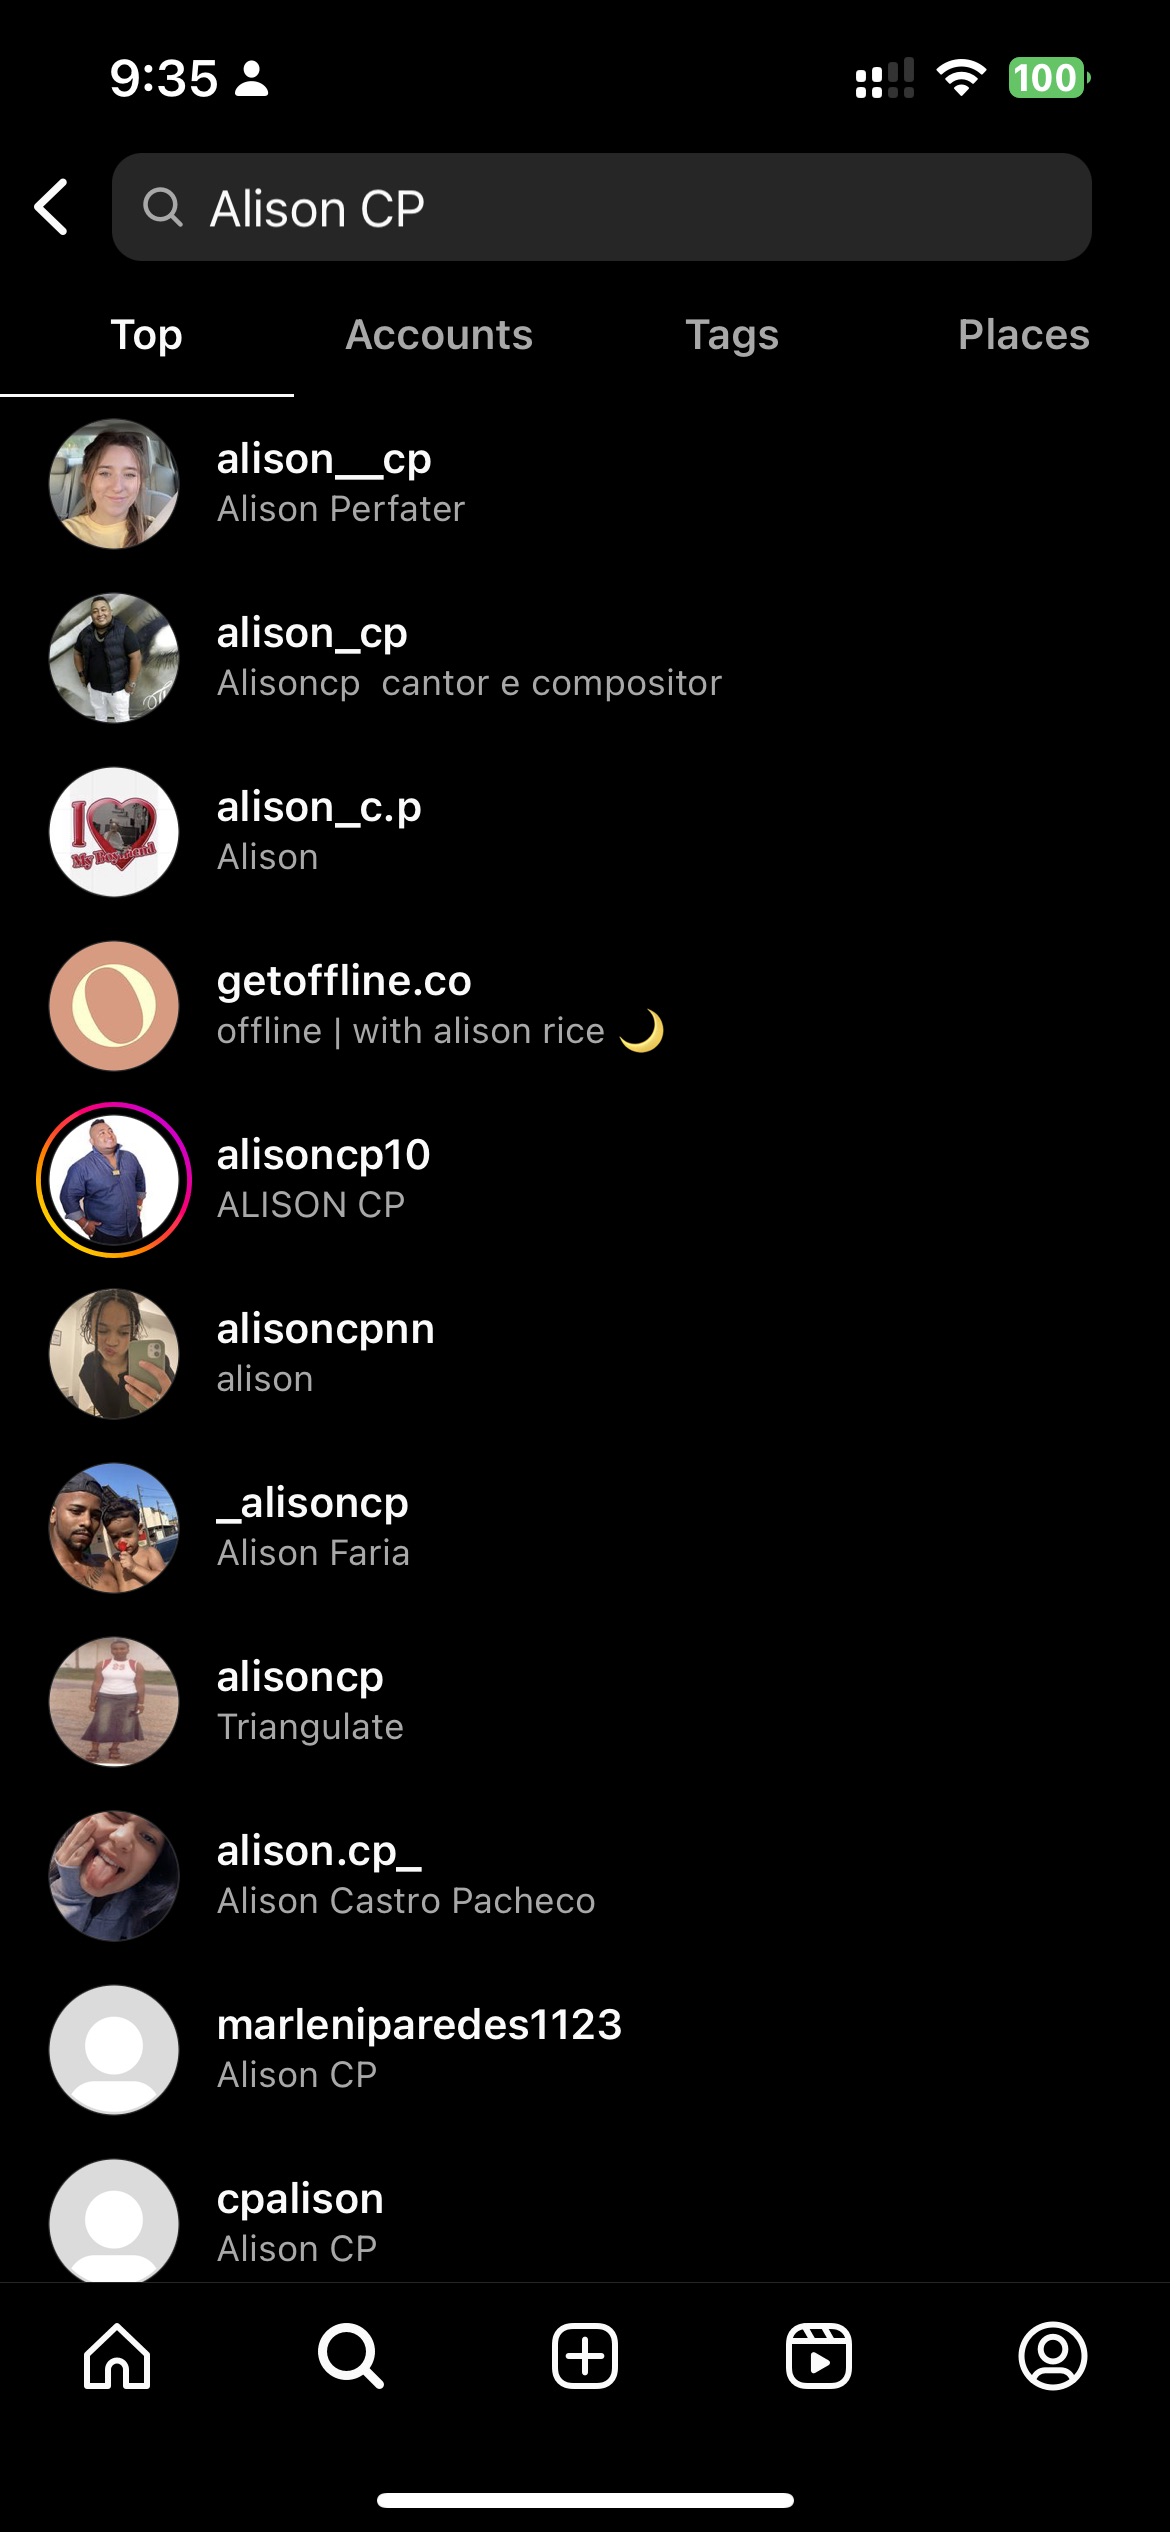 9:35
100
Alison CP
Top Accounts Tags Places
alison__cp
Alison Perfater
alison_cp
Alisoncp cantor e compositor
alison_c.p
Alison
I
My Boyfriend
getoffline.co
offline | with alison rice 🌙
alisoncp10
ALISON CP
alisoncpnn
alison
_alisoncp
Alison Faria
alisoncp
Triangulate
alison.cp_
Alison Castro Pacheco
marleniparedes1123
Alison CP
cpalison
Alison CP